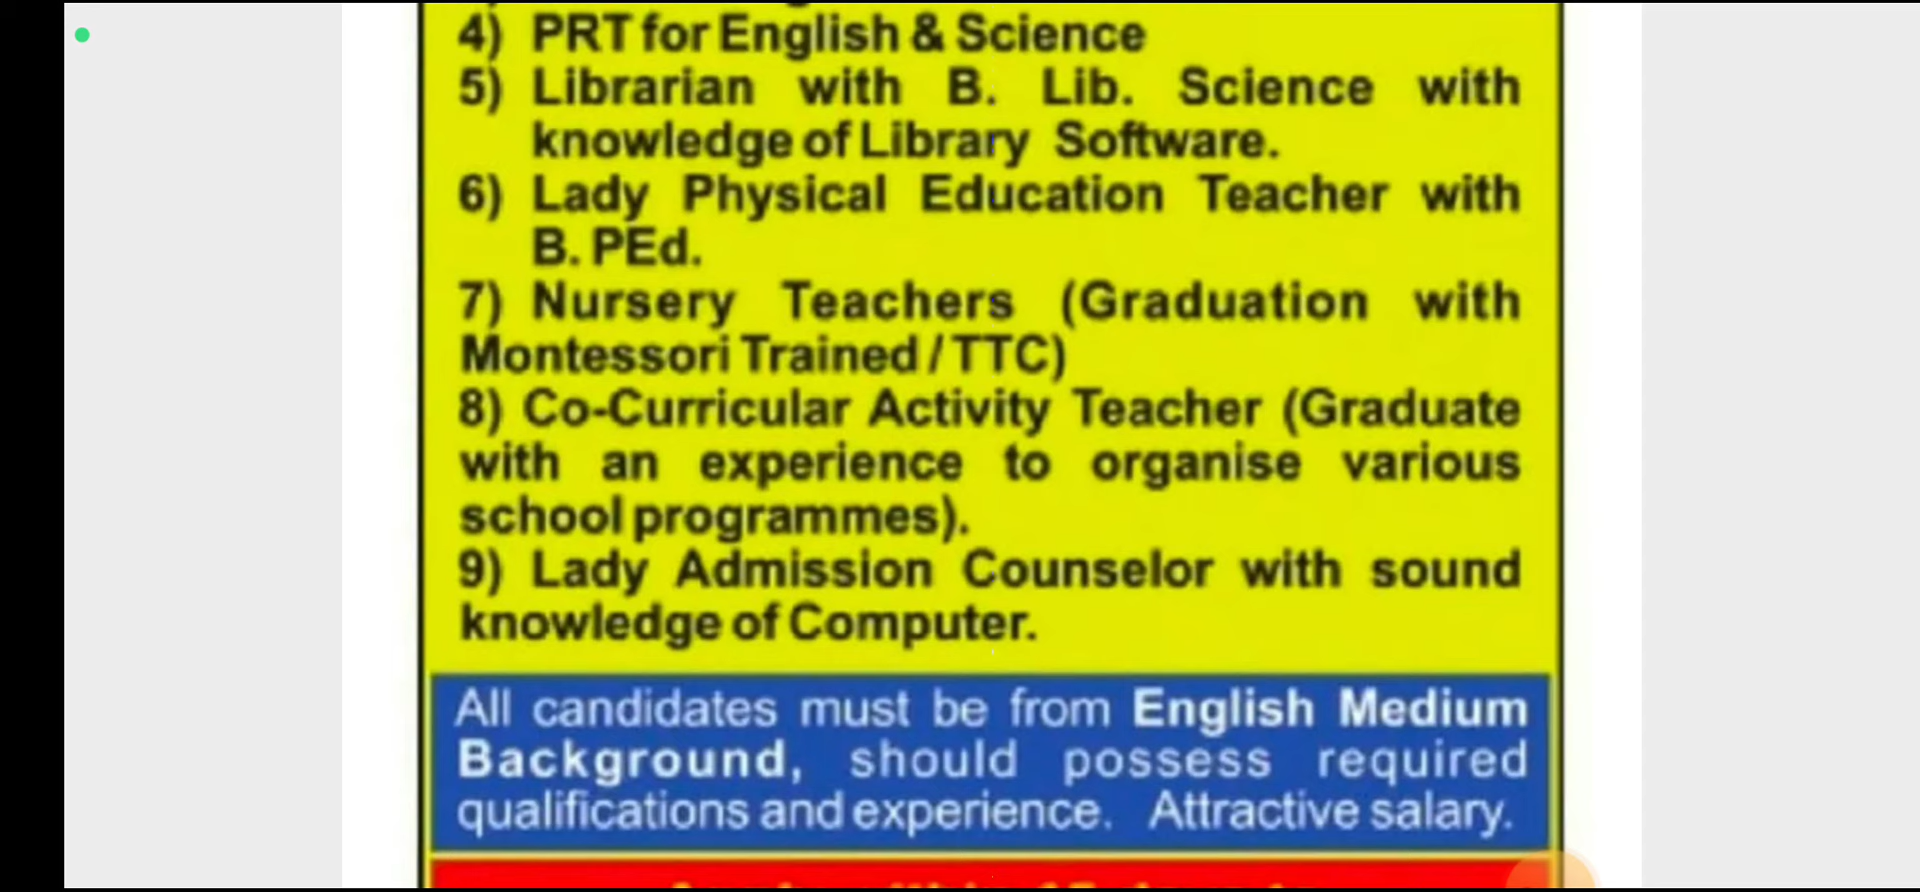 4) PRT for English & Science
5) Librarian with B. Lib. Science with
knowledge of Library Software.
6) Lady Physical Education Teacher with
B. PEd.
7) Nursery Teachers (Graduation with
Montessori Trained / TTC)
8) Co-Curricular Activity Teacher (Graduate
with an experience to organise various
school programmes).
9) Lady Admission Counselor with sound
knowledge of Computer.
All candidates must be from English Medium
Background, should possess required
qualifications and experience. Attractive salary.